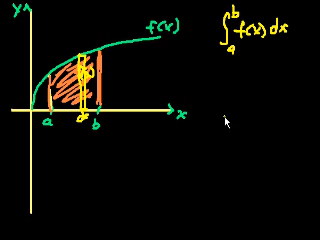 y
f(x)
∫ₐᵇ f(x) dx
a
dx
b
x